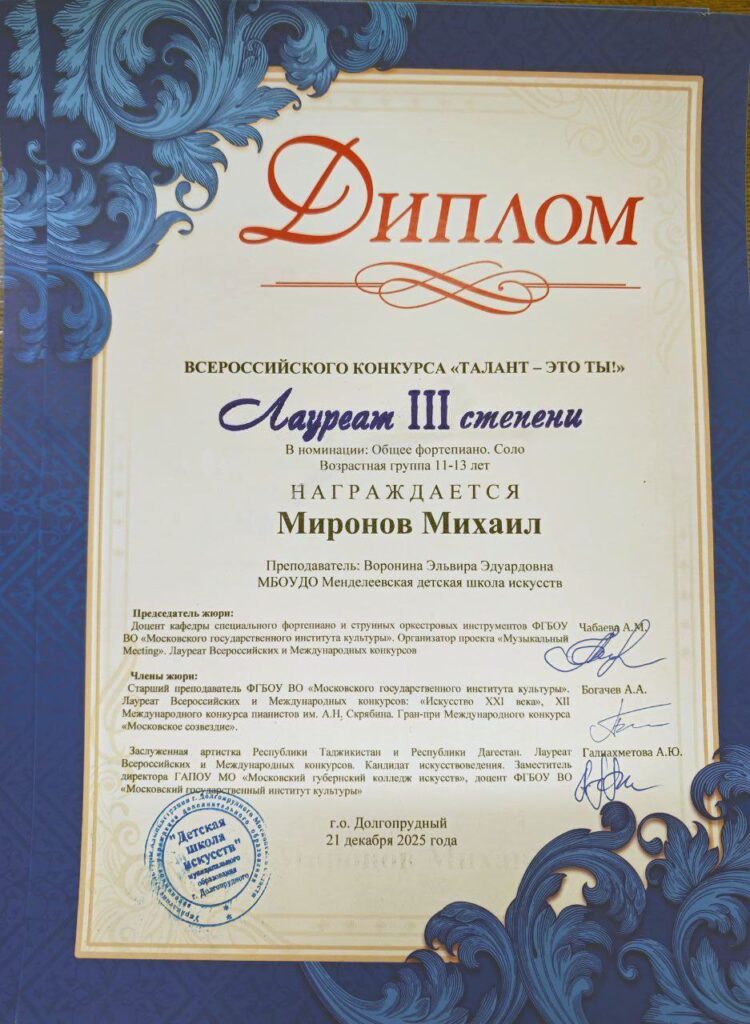 Диплом
ВСЕРОССИЙСКОГО КОНКУРСА «ТАЛАНТ – ЭТО ТЫ!»
Лауреат III степени
В номинации: Общее фортепиано. Соло
Возрастная группа 11-13 лет
НАГРАЖДАЕТСЯ
Миронов Михаил
Преподаватель: Воронина Эльвира Эдуардовна
МБОУДО Менделеевская детская школа искусств
Председатель жюри:
Доцент кафедры специального фортепиано и струнных оркестровых инструментов ФГБОУ
ВО «Московского государственного института культуры». Организатор проекта «Музыкальный
Meeting». Лауреат Всероссийских и Международных конкурсов
Чабаева А.М.
Члены жюри:
Старший преподаватель ФГБОУ ВО «Московского государственного института культуры».
Лауреат Всероссийских и Международных конкурсов: «Искусство XXI века», XII
Международного конкурса пианистов им. А.Н. Скрябина. Гран-при Международного конкурса
«Московское созвездие».
Богачев А.А.
Заслуженная артистка Республики Таджикистан и Республики Дагестан. Лауреат
Всероссийских и Международных конкурсов. Кандидат искусствоведения. Заместитель
директора ГАПОУ МО «Московский губернский колледж искусств», доцент ФГБОУ ВО
«Московский государственный институт культуры»
Галиахметова А.Ю.
г.о. Долгопрудный
21 декабря 2025 года
"Детская
школа
искусств"
муниципального
образования
г. Долгопрудного